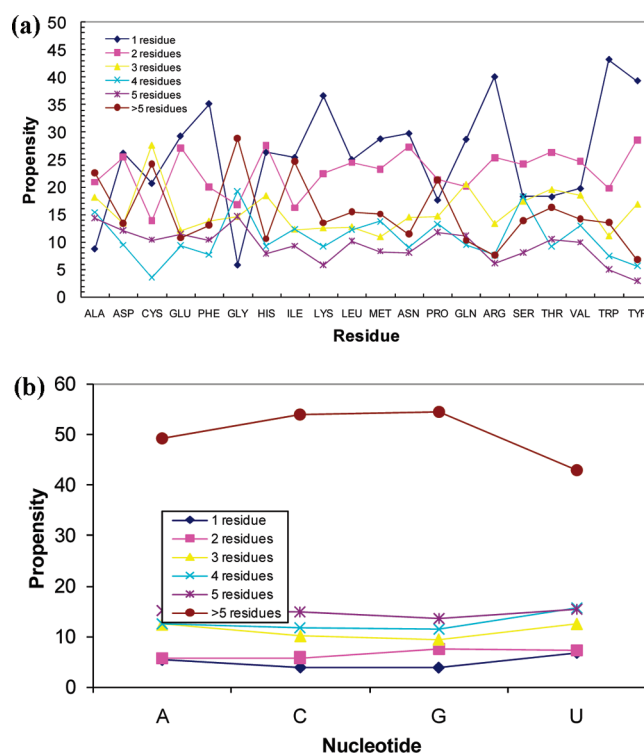 (a)
50
45
40
35
30
25
20
15
10
5
0
Propensity
1 residue
2 residues
3 residues
4 residues
5 residues
>5 residues
ALA ASP CYS GLU PHE GLY HIS ILE LYS LEU MET ASN PRO GLN ARG SER THR VAL TRP TYR
Residue
(b)
60
50
40
30
20
10
0
Propensity
1 residue
2 residues
3 residues
4 residues
5 residues
>5 residues
A C G U
Nucleotide